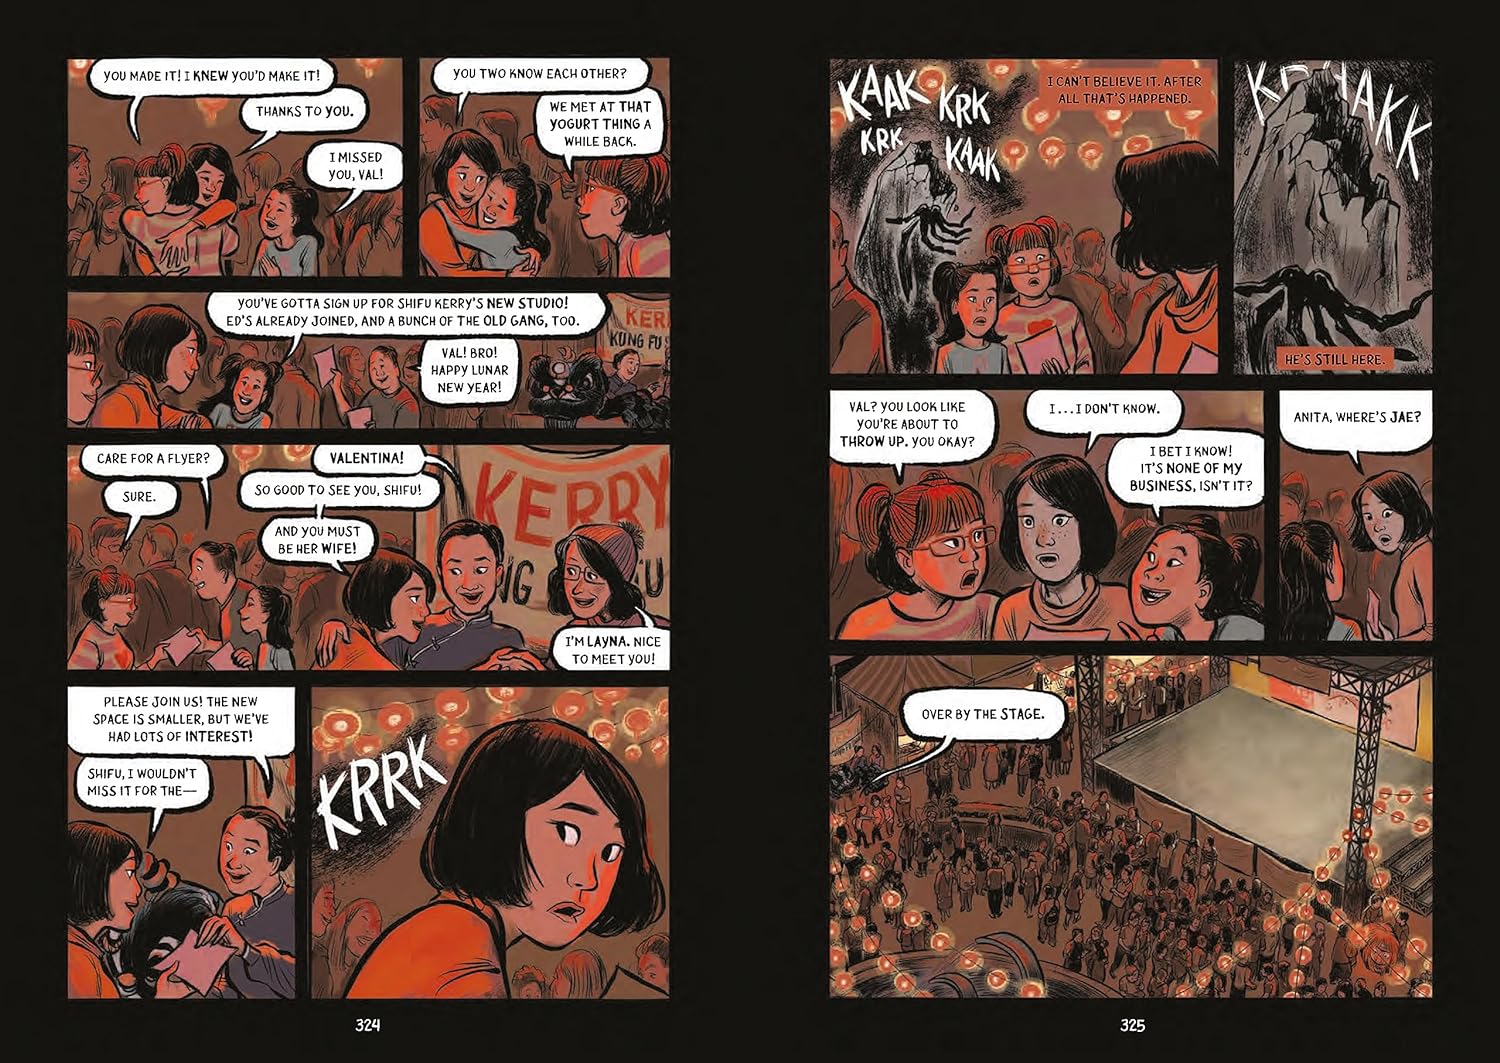 YOU MADE IT! I KNEW YOU'D MAKE IT!
THANKS TO YOU.
I MISSED
YOU, VAL!
YOU TWO KNOW EACH OTHER?
WE MET AT THAT
YOGURT THING A
WHILE BACK.
YOU'VE GOTTA SIGN UP FOR SHIFU KERRY'S NEW STUDIO!
ED'S ALREADY JOINED, AND A BUNCH OF THE OLD GANG, TOO.
VAL! BRO!
HAPPY LUNAR
NEW YEAR!
KER
KUNG FU
CARE FOR A FLYER?
SURE.
VALENTINA!
SO GOOD TO SEE YOU, SHIFU!
AND YOU MUST
BE HER WIFE!
KERRY
NG FU
I'M LAYNA. NICE
TO MEET YOU!
PLEASE JOIN US! THE NEW
SPACE IS SMALLER, BUT WE'VE
HAD LOTS OF INTEREST!
SHIFU, I WOULDN'T
MISS IT FOR THE—
KRRK
324
KAAK
KRK
KRK
KAAK
I CAN'T BELIEVE IT. AFTER
ALL THAT'S HAPPENED.
HE'S STILL HERE.
VAL? YOU LOOK LIKE
YOU'RE ABOUT TO
THROW UP. YOU OKAY?
I...I DON'T KNOW.
I BET I KNOW!
IT'S NONE OF MY
BUSINESS, ISN'T IT?
ANITA, WHERE'S JAE?
OVER BY THE STAGE.
325